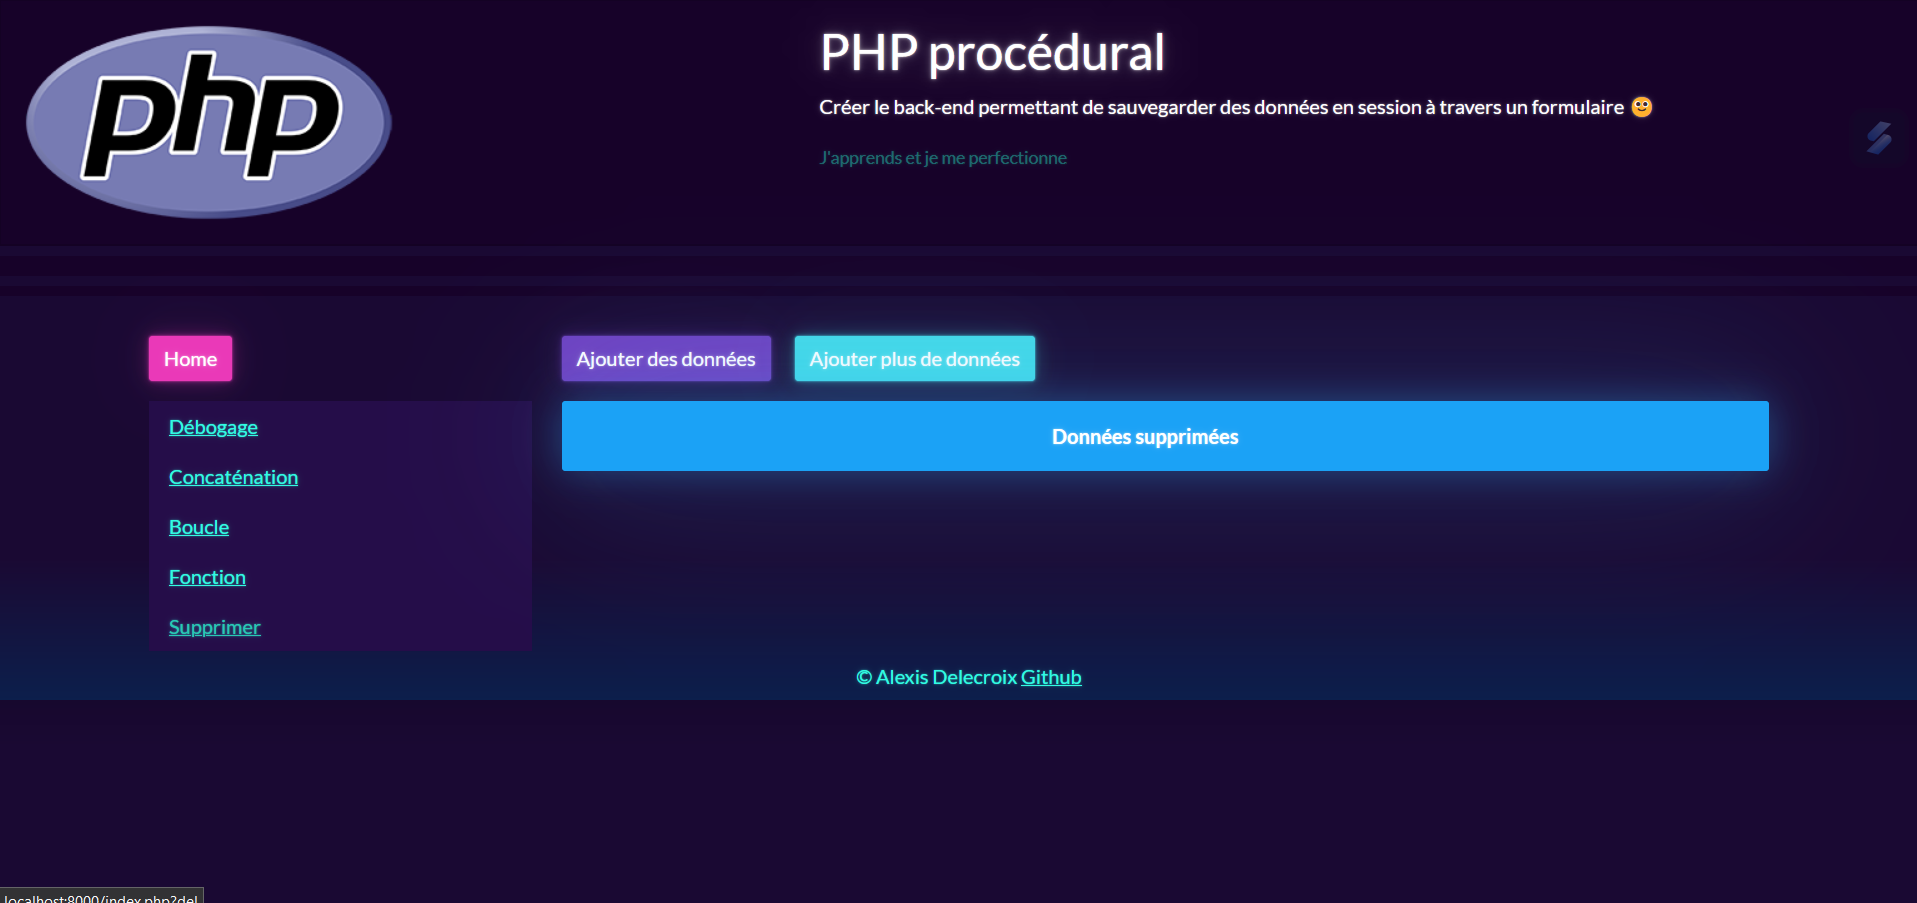 php
PHP procédural
Créer le back-end permettant de sauvegarder des données en session à travers un formulaire
J'apprends et je me perfectionne
Home
Ajouter des données
Ajouter plus de données
Débogage
Données supprimées
Concaténation
Boucle
Fonction
Supprimer
© Alexis Delecroix Github
localhost:8000/index.php?del